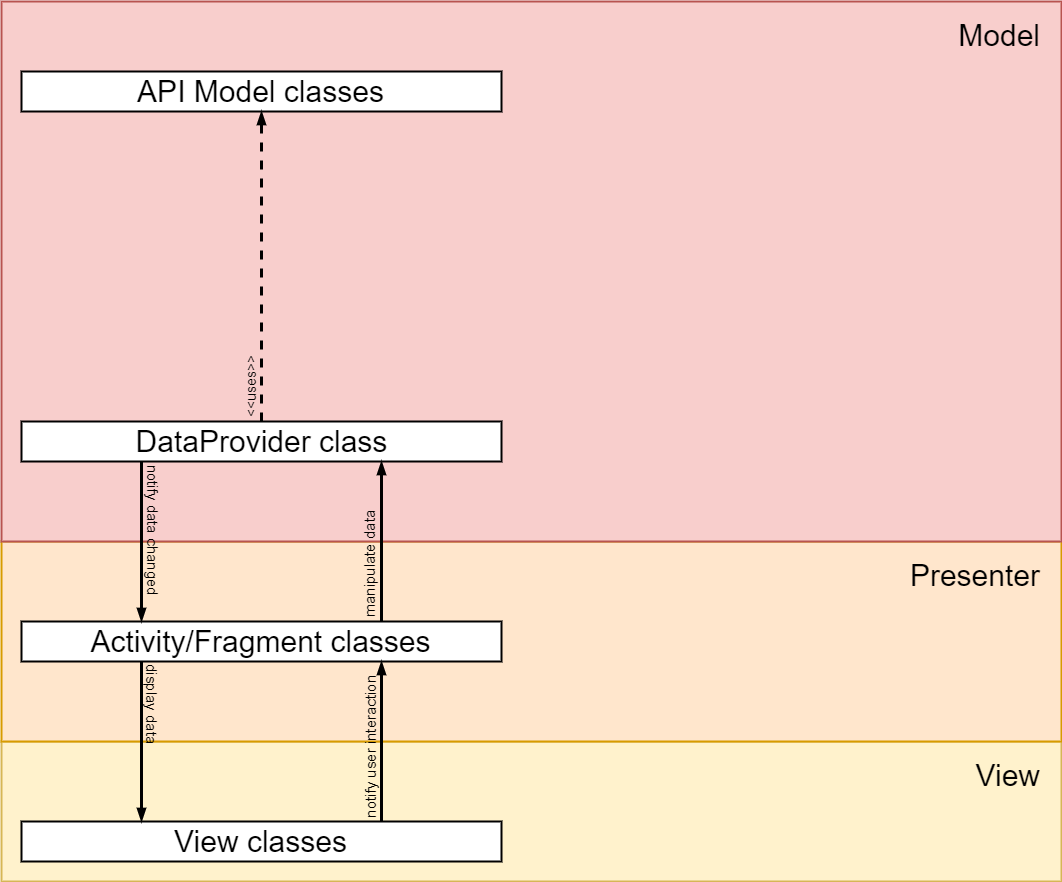 Model
API Model classes
<<uses>>
DataProvider class
notify data changed
manipulate data
Presenter
Activity/Fragment classes
display data
notify user interaction
View
View classes